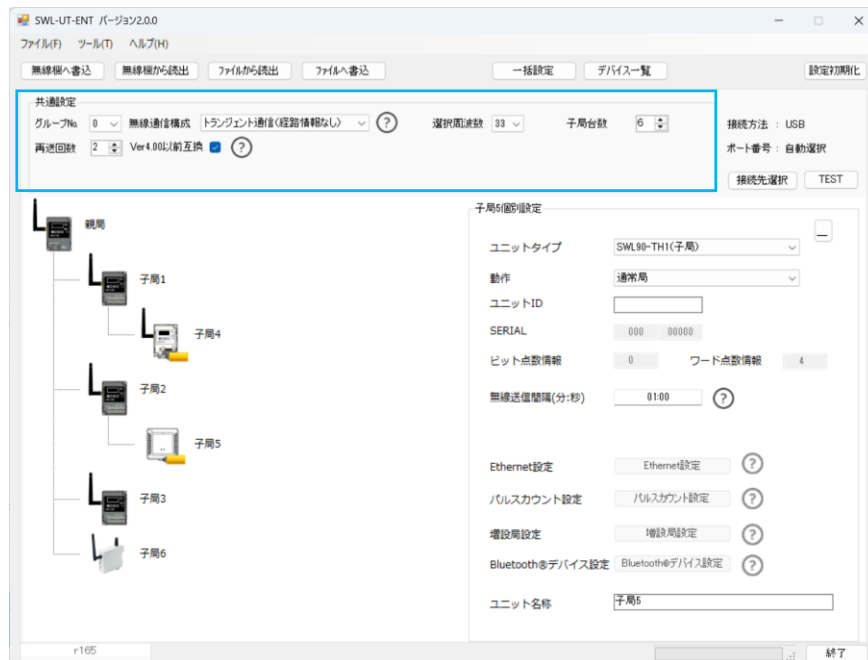 SWL-UT-ENT バージョン2.0.0
ファイル(F) ツール(T) ヘルプ(H)
無線機へ書込 無線機から読出 ファイルから読出 ファイルへ書込 一括設定 デバイス一覧 設定初期化
共通設定
グループNo 0 無線通信構成 トランジェント通信(経路情報なし) ? 選択周波数 33 子局台数 6
再送回数 2 Ver4.00以前互換 ?
接続方法 : USB
ポート番号 : 自動選択
接続先選択 TEST
親局
子局1
子局4
子局2
子局5
子局3
子局6
子局5個別設定
ユニットタイプ SWL90-TH1(子局)
動作 通常局
ユニットID
SERIAL 000 00000
ビット点数情報 0 ワード点数情報 4
無線送信間隔(分:秒) 01:00 ?
Ethernet設定 Ethernet設定 ?
パルスカウント設定 パルスカウント設定 ?
増設局設定 増設局設定 ?
Bluetooth®デバイス設定 Bluetooth®デバイス設定 ?
ユニット名称 子局5
r165 終了